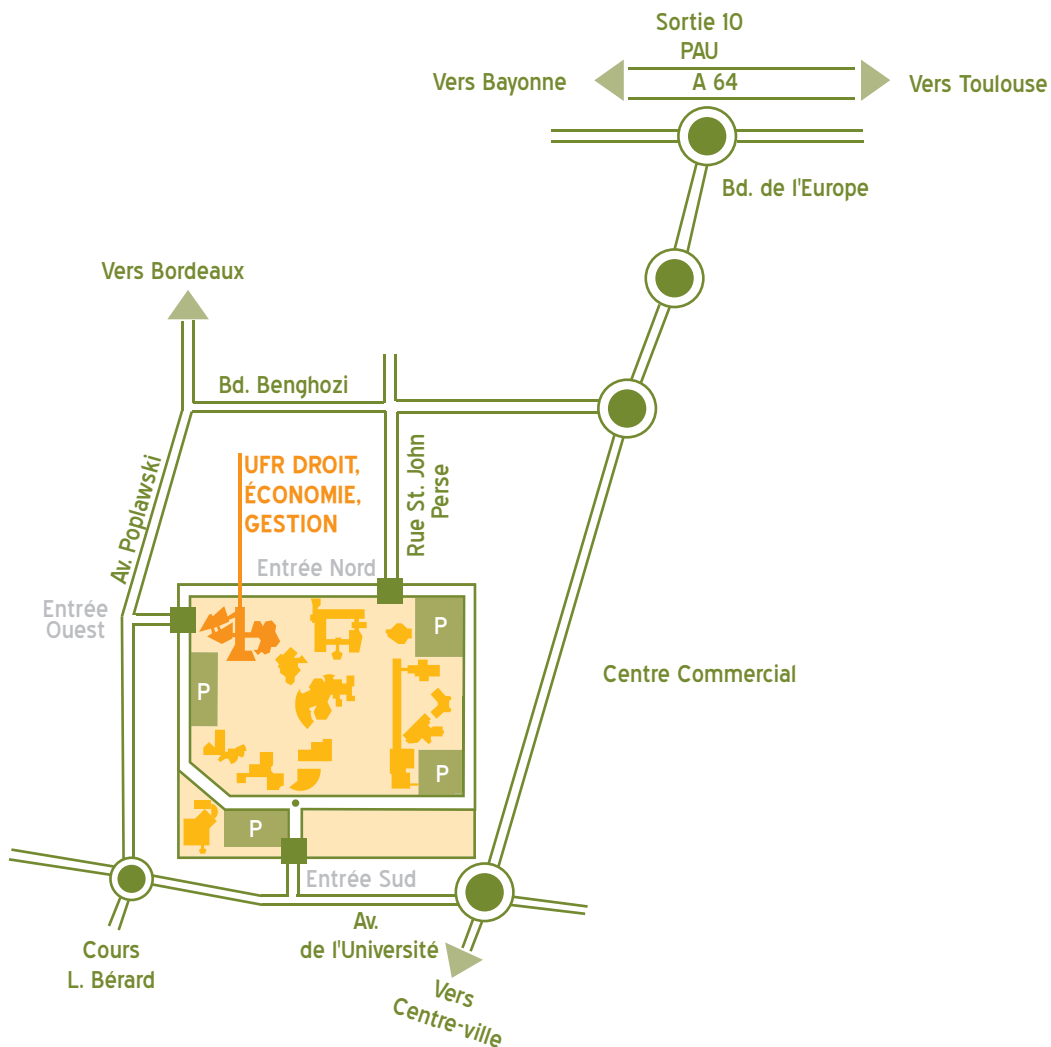 Sortie 10
PAU
Vers Bayonne
A 64
Vers Toulouse
Bd. de l'Europe
Vers Bordeaux
Bd. Benghozi
Rue St. John
Perse
Av. Poplawski
UFR DROIT,
ÉCONOMIE,
GESTION
Entrée Nord
Entrée
Ouest
P
P
Centre Commercial
P
P
Entrée Sud
Av.
de l'Université
Cours
L. Bérard
Vers
Centre-ville